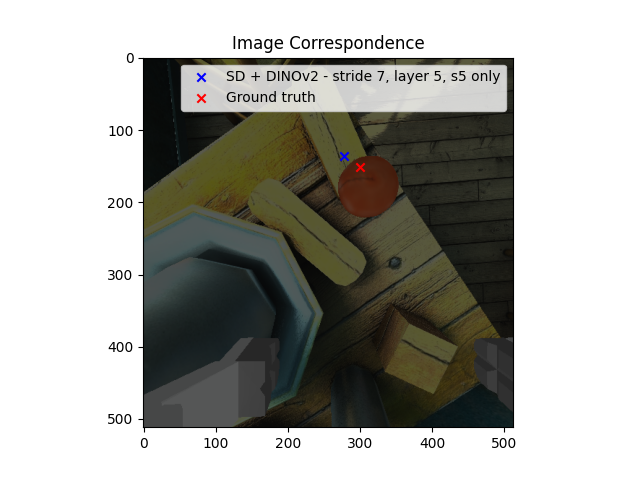 Image Correspondence
SD + DINOv2 - stride 7, layer 5, s5 only
Ground truth
0
100
200
300
400
500
0 100 200 300 400 500